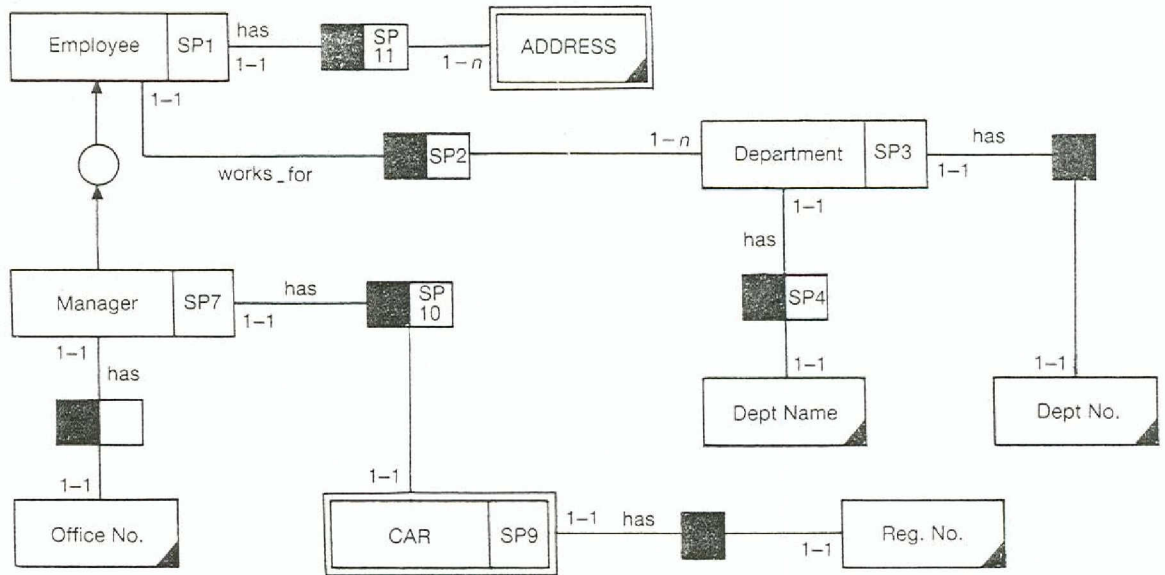 Employee
SP1
has
1–1
SP
11
1–n
ADDRESS
1–1
works_for
SP2
1–n
Department
SP3
has
1–1
1–1
has
SP4
1–1
Dept Name
1–1
Dept No.
Manager
SP7
has
1–1
SP
10
1–1
has
1–1
Office No.
1–1
CAR
SP9
1–1
has
1–1
Reg. No.